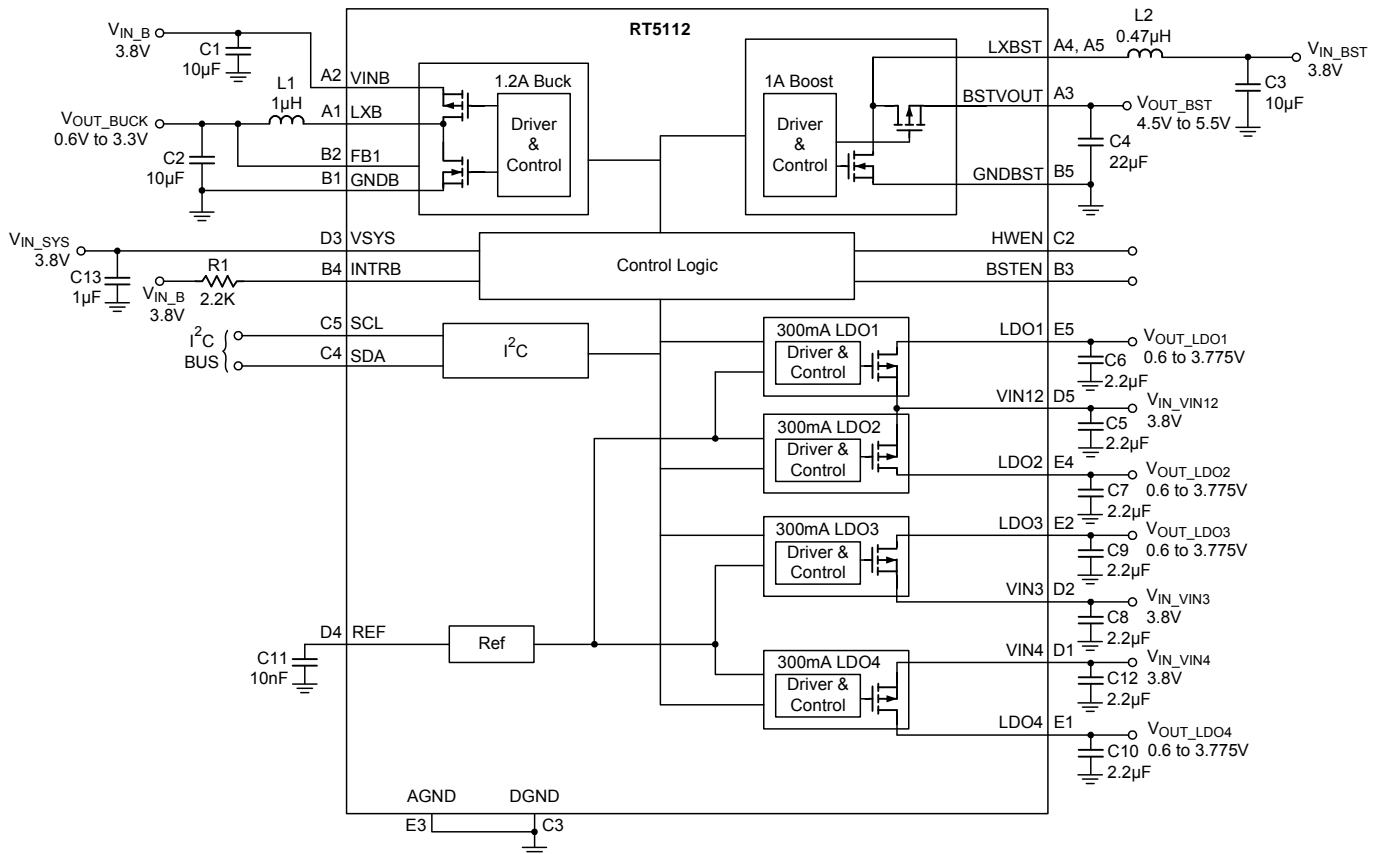 RT5112
V_IN_B
3.8V
C1
10µF
A2 VINB
L1
1µH
A1 LXB
V_OUT_BUCK
0.6V to 3.3V
C2
10µF
B2 FB1
B1 GNDB
1.2A Buck
Driver
&
Control
1A Boost
Driver
&
Control
LXBST A4, A5
L2
0.47µH
V_IN_BST
3.8V
C3
10µF
BSTVOUT A3
V_OUT_BST
4.5V to 5.5V
C4
22µF
GNDBST B5
V_IN_SYS
3.8V
C13
1µF
D3 VSYS
R1
2.2K
V_IN_B
3.8V
B4 INTRB
Control Logic
HWEN C2
BSTEN B3
I²C
BUS
C5 SCL
C4 SDA
I²C
300mA LDO1
Driver &
Control
LDO1 E5
V_OUT_LDO1
0.6 to 3.775V
C6
2.2µF
VIN12 D5
V_IN_VIN12
3.8V
C5
2.2µF
300mA LDO2
Driver &
Control
LDO2 E4
V_OUT_LDO2
0.6 to 3.775V
C7
2.2µF
300mA LDO3
Driver &
Control
LDO3 E2
V_OUT_LDO3
0.6 to 3.775V
C9
2.2µF
VIN3 D2
V_IN_VIN3
3.8V
C8
2.2µF
D4 REF
C11
10nF
Ref
300mA LDO4
Driver &
Control
VIN4 D1
V_IN_VIN4
3.8V
C12
2.2µF
LDO4 E1
V_OUT_LDO4
0.6 to 3.775V
C10
2.2µF
AGND
E3
DGND
C3